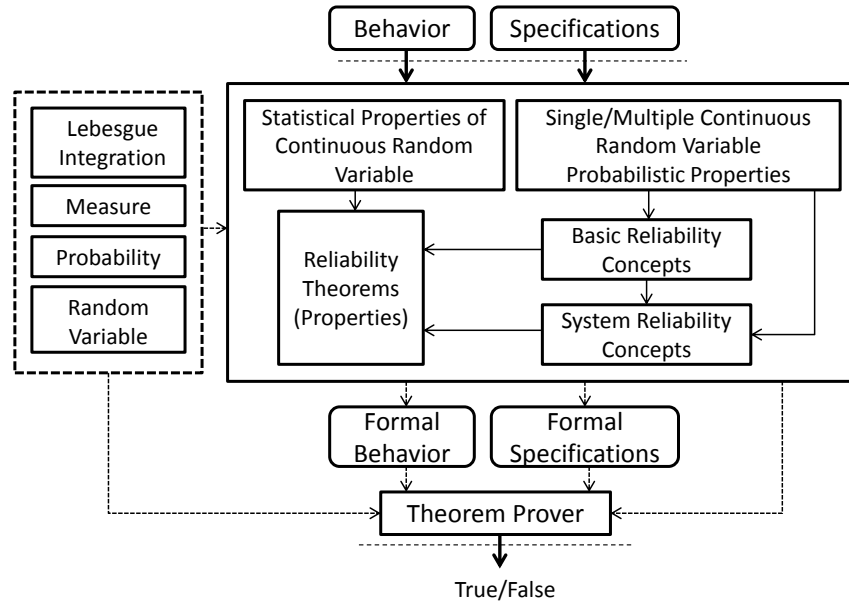 Behavior
Specifications
Lebesgue
Integration
Measure
Probability
Random
Variable
Statistical Properties of
Continuous Random
Variable
Single/Multiple Continuous
Random Variable
Probabilistic Properties
Reliability
Theorems
(Properties)
Basic Reliability
Concepts
System Reliability
Concepts
Formal
Behavior
Formal
Specifications
Theorem Prover
True/False